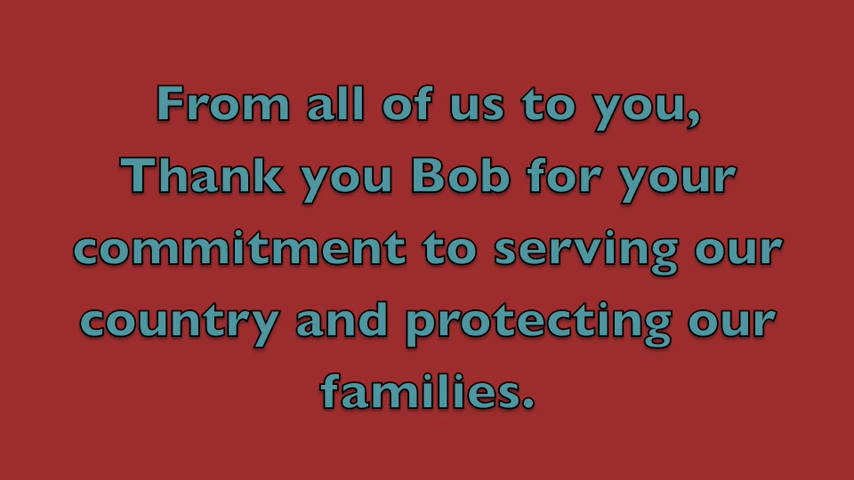 From all of us to you,
Thank you Bob for your
commitment to serving our
country and protecting our
families.